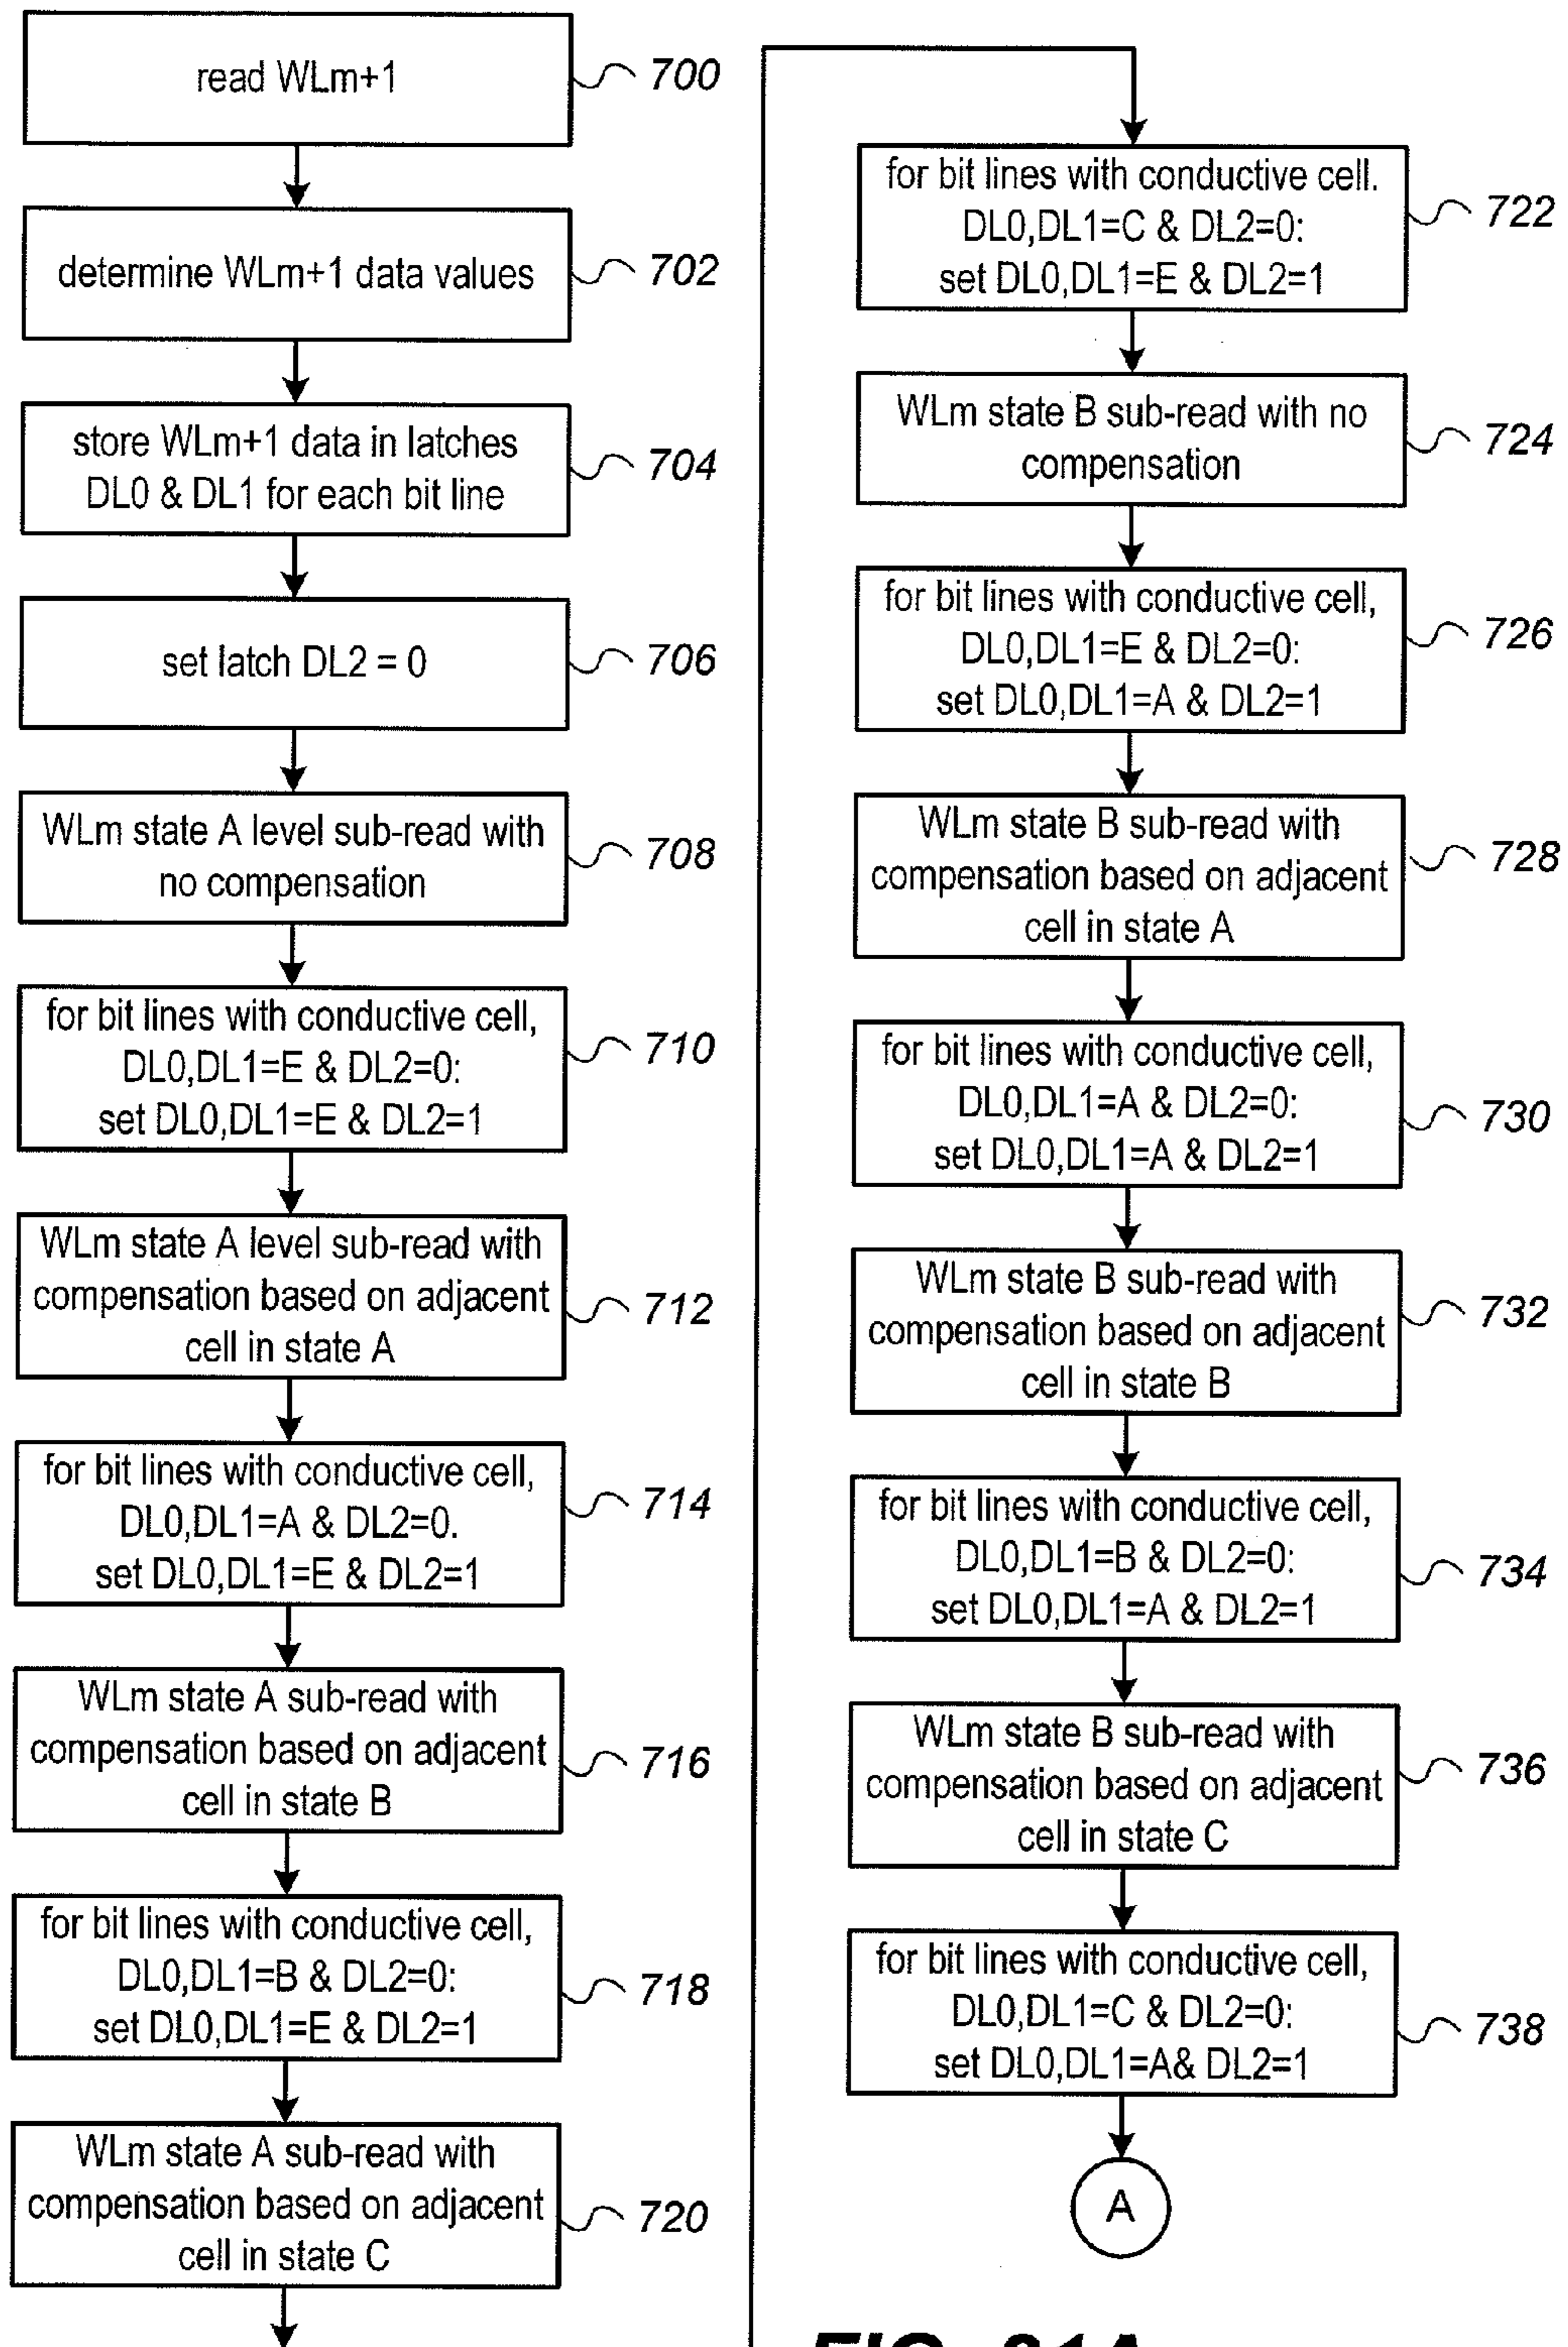 read WLm+1
700
determine WLm+1 data values
702
store WLm+1 data in latches
DL0 & DL1 for each bit line
704
set latch DL2 = 0
706
WLm state A level sub-read with
no compensation
708
for bit lines with conductive cell,
DL0,DL1=E & DL2=0:
set DL0,DL1=E & DL2=1
710
WLm state A level sub-read with
compensation based on adjacent
cell in state A
712
for bit lines with conductive cell,
DL0,DL1=A & DL2=0.
set DL0,DL1=E & DL2=1
714
WLm state A sub-read with
compensation based on adjacent
cell in state B
716
for bit lines with conductive cell,
DL0,DL1=B & DL2=0:
set DL0,DL1=E & DL2=1
718
WLm state A sub-read with
compensation based on adjacent
cell in state C
720
for bit lines with conductive cell.
DL0,DL1=C & DL2=0:
set DL0,DL1=E & DL2=1
722
WLm state B sub-read with no
compensation
724
for bit lines with conductive cell,
DL0,DL1=E & DL2=0:
set DL0,DL1=A & DL2=1
726
WLm state B sub-read with
compensation based on adjacent
cell in state A
728
for bit lines with conductive cell,
DL0,DL1=A & DL2=0:
set DL0,DL1=A & DL2=1
730
WLm state B sub-read with
compensation based on adjacent
cell in state B
732
for bit lines with conductive cell,
DL0,DL1=B & DL2=0:
set DL0,DL1=A & DL2=1
734
WLm state B sub-read with
compensation based on adjacent
cell in state C
736
for bit lines with conductive cell,
DL0,DL1=C & DL2=0:
set DL0,DL1=A& DL2=1
738
A